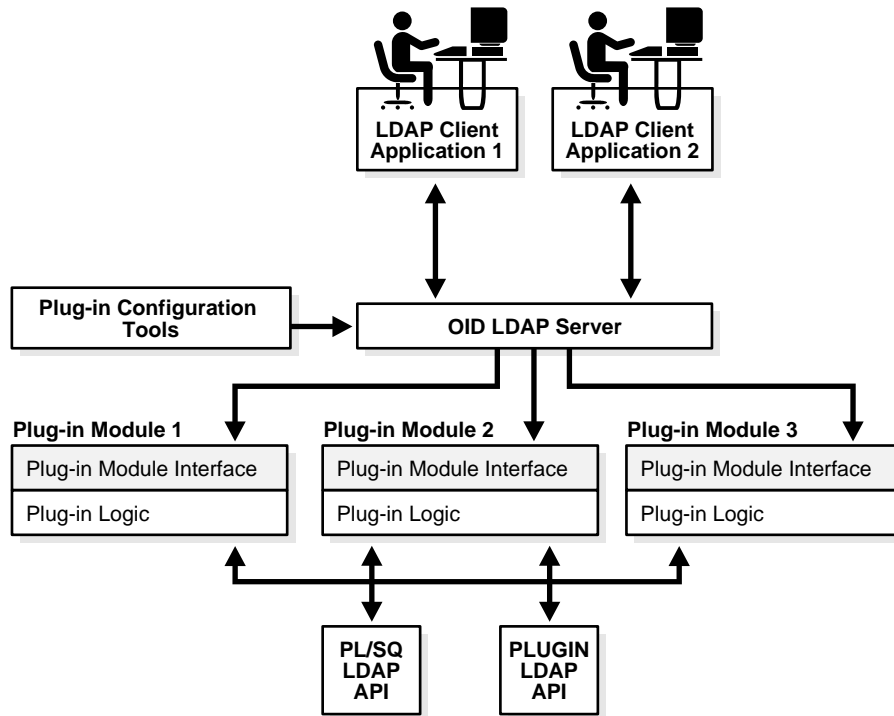 LDAP Client
Application 1
LDAP Client
Application 2
Plug-in Configuration
Tools
OID LDAP Server
Plug-in Module 1
Plug-in Module 2
Plug-in Module 3
Plug-in Module Interface
Plug-in Logic
Plug-in Module Interface
Plug-in Logic
Plug-in Module Interface
Plug-in Logic
PL/SQ
LDAP
API
PLUGIN
LDAP
API